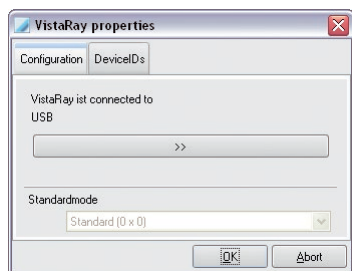 VistaRay properties
Configuration DeviceIDs
VistaRay ist connected to
USB
>>
Standardmode
Standard (0 x 0)
OK Abort